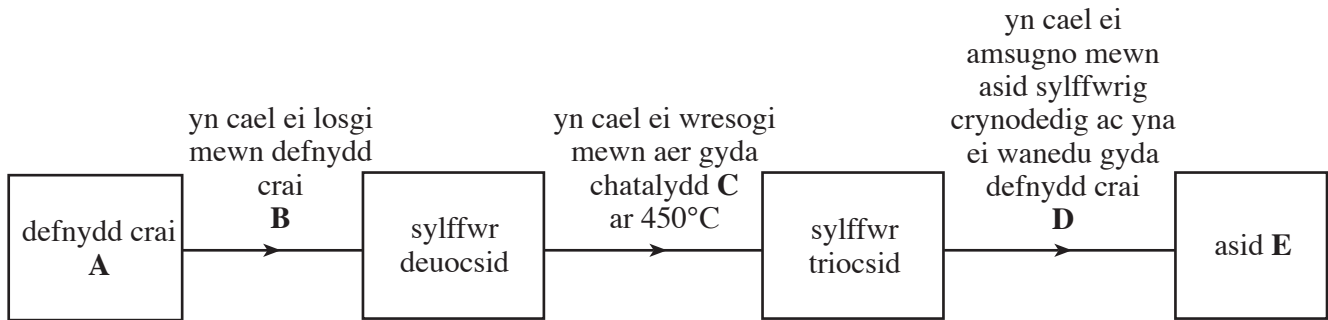 defnydd crai
A
yn cael ei losgi
mewn defnydd
crai
B
sylffwr
deuocsid
yn cael ei wresogi
mewn aer gyda
chatalydd C
ar 450°C
sylffwr
triocsid
yn cael ei
amsugno mewn
asid sylffwrig
crynodedig ac yna
ei wanedu gyda
defnydd crai
D
asid E